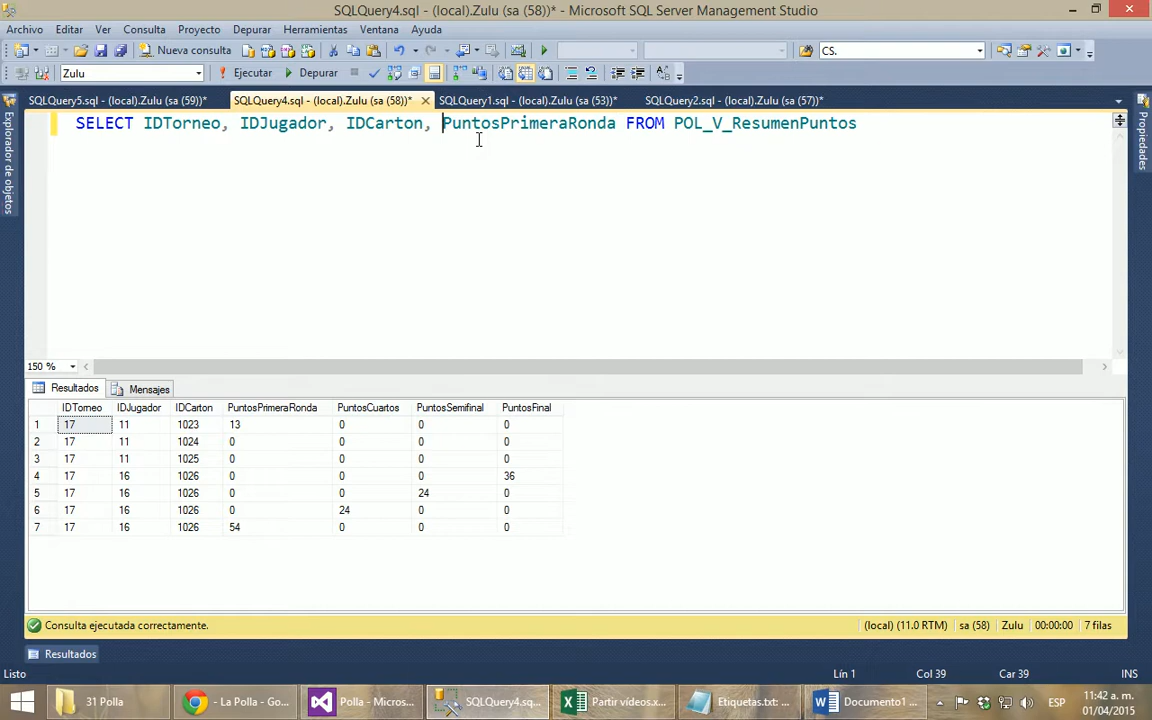 SQLQuery4.sql - (local).Zulu (sa (58))* - Microsoft SQL Server Management Studio
Archivo Editar Ver Consulta Proyecto Depurar Herramientas Ventana Ayuda
Nueva consulta CS.
Zulu Ejecutar Depurar
SQLQuery5.sql - (local).Zulu (sa (59))* SQLQuery4.sql - (local).Zulu (sa (58))* SQLQuery1.sql - (local).Zulu (sa (53))* SQLQuery2.sql - (local).Zulu (sa (57))*
Explorador de objetos
SELECT IDTorneo, IDJugador, IDCarton, PuntosPrimeraRonda FROM POL_V_ResumenPuntos
Propiedades
150 %
Resultados Mensajes
IDTorneo IDJugador IDCarton PuntosPrimeraRonda PuntosCuartos PuntosSemifinal PuntosFinal
1 17 11 1023 13 0 0 0
2 17 11 1024 0 0 0 0
3 17 11 1025 0 0 0 0
4 17 16 1026 0 0 0 36
5 17 16 1026 0 0 24 0
6 17 16 1026 0 24 0 0
7 17 16 1026 54 0 0 0
Consulta ejecutada correctamente. (local) (11.0 RTM) sa (58) Zulu 00:00:00 7 filas
Resultados
Listo Lín 1 Col 39 Car 39 INS
31 Polla - La Polla - Go... Polla - Micros... SQLQuery4.sq... Partir vídeos.x... Etiquetas.txt: ... Documento1 ... ESP 11:42 a. m.
01/04/2015